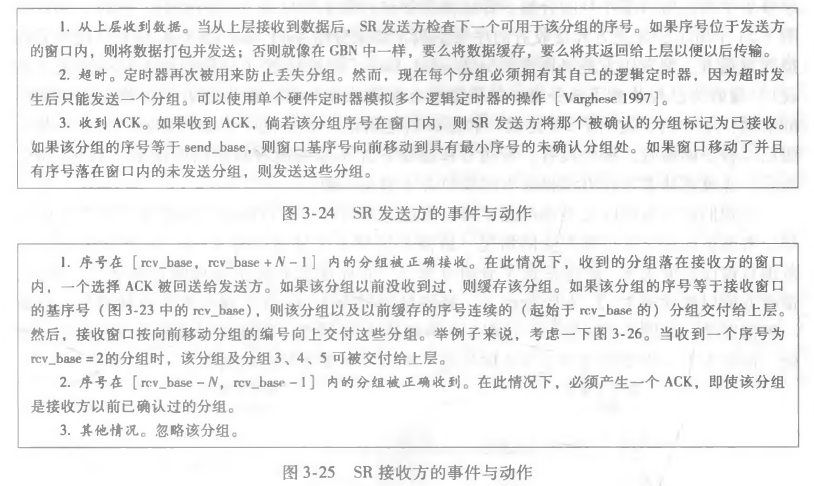 1. 从上层收到数据。当从上层接收到数据后，SR 发送方检查下一个可用于该分组的序号。如果序号位于发送方
的窗口内，则将数据打包并发送；否则就像在 GBN 中一样，要么将数据缓存，要么将其返回给上层以便以后传输。
2. 超时。定时器再次被用来防止丢失分组。然而，现在每个分组必须拥有其自己的逻辑定时器，因为超时发
生后只能发送一个分组。可以使用单个硬件定时器模拟多个逻辑定时器的操作［Varghese 1997］。
3. 收到 ACK。如果收到 ACK，倘若该分组序号在窗口内，则 SR 发送方将那个被确认的分组标记为已接收。
如果该分组的序号等于 send_base，则窗口基序号向前移动到具有最小序号的未确认分组处。如果窗口移动了并且
有序号落在窗口内的未发送分组，则发送这些分组。
图 3-24 SR 发送方的事件与动作
1. 序号在［rcv_base，rcv_base + N - 1］内的分组被正确接收。在此情况下，收到的分组落在接收方的窗口
内，一个选择 ACK 被回送给发送方。如果该分组以前没收到过，则缓存该分组。如果该分组的序号等于接收窗口
的基序号（图 3-23 中的 rcv_base），则该分组以及以前缓存的序号连续的（起始于 rcv_base 的）分组交付给上层。
然后，接收窗口按向前移动分组的编号向上交付这些分组。举例子来说，考虑一下图 3-26。当收到一个序号为
rcv_base = 2的分组时，该分组及分组 3、4、5 可被交付给上层。
2. 序号在［rcv_base - N，rcv_base - 1］内的分组被正确收到。在此情况下，必须产生一个 ACK，即使该分组
是接收方以前已确认过的分组。
3. 其他情况。忽略该分组。
图 3-25 SR 接收方的事件与动作